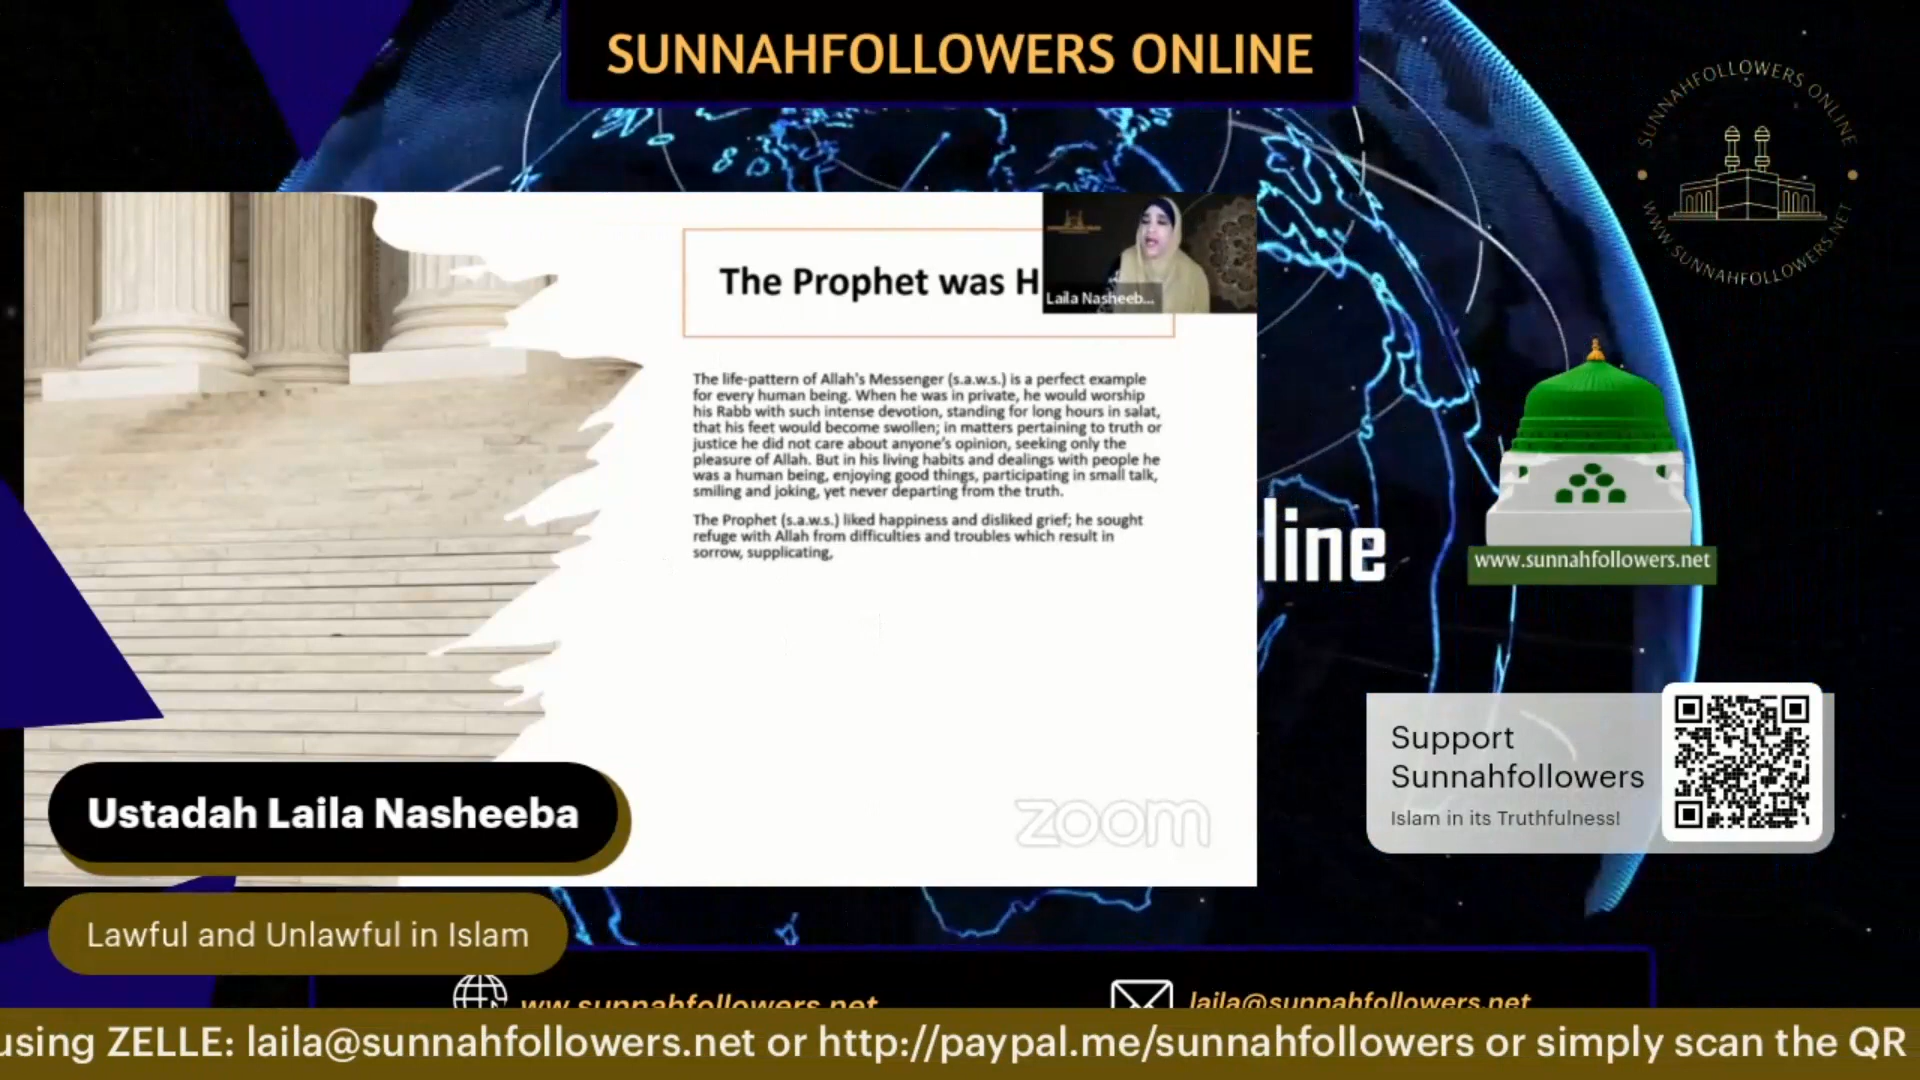 SUNNAHFOLLOWERS ONLINE
SUNNAHFOLLOWERS ONLINE
WWW.SUNNAHFOLLOWERS.NET
The Prophet was H
Laila Nasheeb...
The life-pattern of Allah's Messenger (s.a.w.s.) is a perfect example
for every human being. When he was in private, he would worship
his Rabb with such intense devotion, standing for long hours in salat,
that his feet would become swollen; in matters pertaining to truth or
justice he did not care about anyone's opinion, seeking only the
pleasure of Allah. But in his living habits and dealings with people he
was a human being, enjoying good things, participating in small talk,
smiling and joking, yet never departing from the truth.
The Prophet (s.a.w.s.) liked happiness and disliked grief; he sought
refuge with Allah from difficulties and troubles which result in
sorrow, supplicating,
line
www.sunnahfollowers.net
Support
Sunnahfollowers
Islam in its Truthfulness!
zoom
Ustadah Laila Nasheeba
Lawful and Unlawful in Islam
ww.sunnahfollowers.net
laila@sunnahfollowers.net
using ZELLE: laila@sunnahfollowers.net or http://paypal.me/sunnahfollowers or simply scan the QR